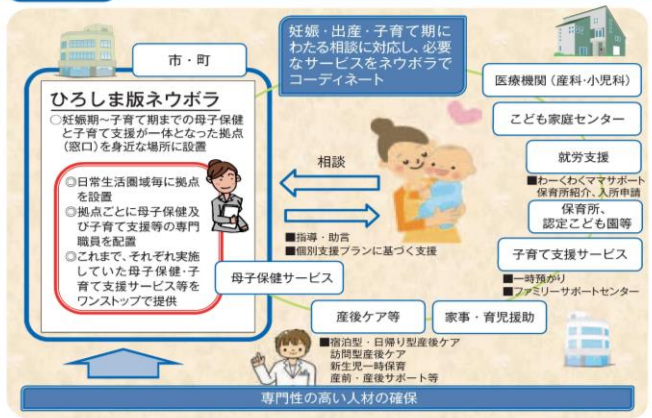 市・町
妊娠・出産・子育て期に
わたる相談に対応し、必要
なサービスをネウボラで
コーディネート
ひろしま版ネウボラ
○妊娠期～子育て期までの母子保健
と子育て支援が一体となった拠点
(窓口)を身近な場所に設置
◎日常生活圏域毎に拠点
を設置
◎拠点ごとに母子保健及
び子育て支援等の専門
職員を配置
◎これまで、それぞれ実施
していた母子保健・子
育て支援サービス等を
ワンストップで提供
相談
■指導・助言
■個別支援プランに基づく支援
医療機関(産科・小児科)
こども家庭センター
就労支援
■わーくわくママサポート
保育所紹介、入所申請
保育所、
認定こども園等
子育て支援サービス
■一時預かり
■ファミリーサポートセンター
母子保健サービス
産後ケア等
家事・育児援助
■宿泊型・日帰り型産後ケア
訪問型産後ケア
新生児一時保育
産前・産後サポート等
専門性の高い人材の確保